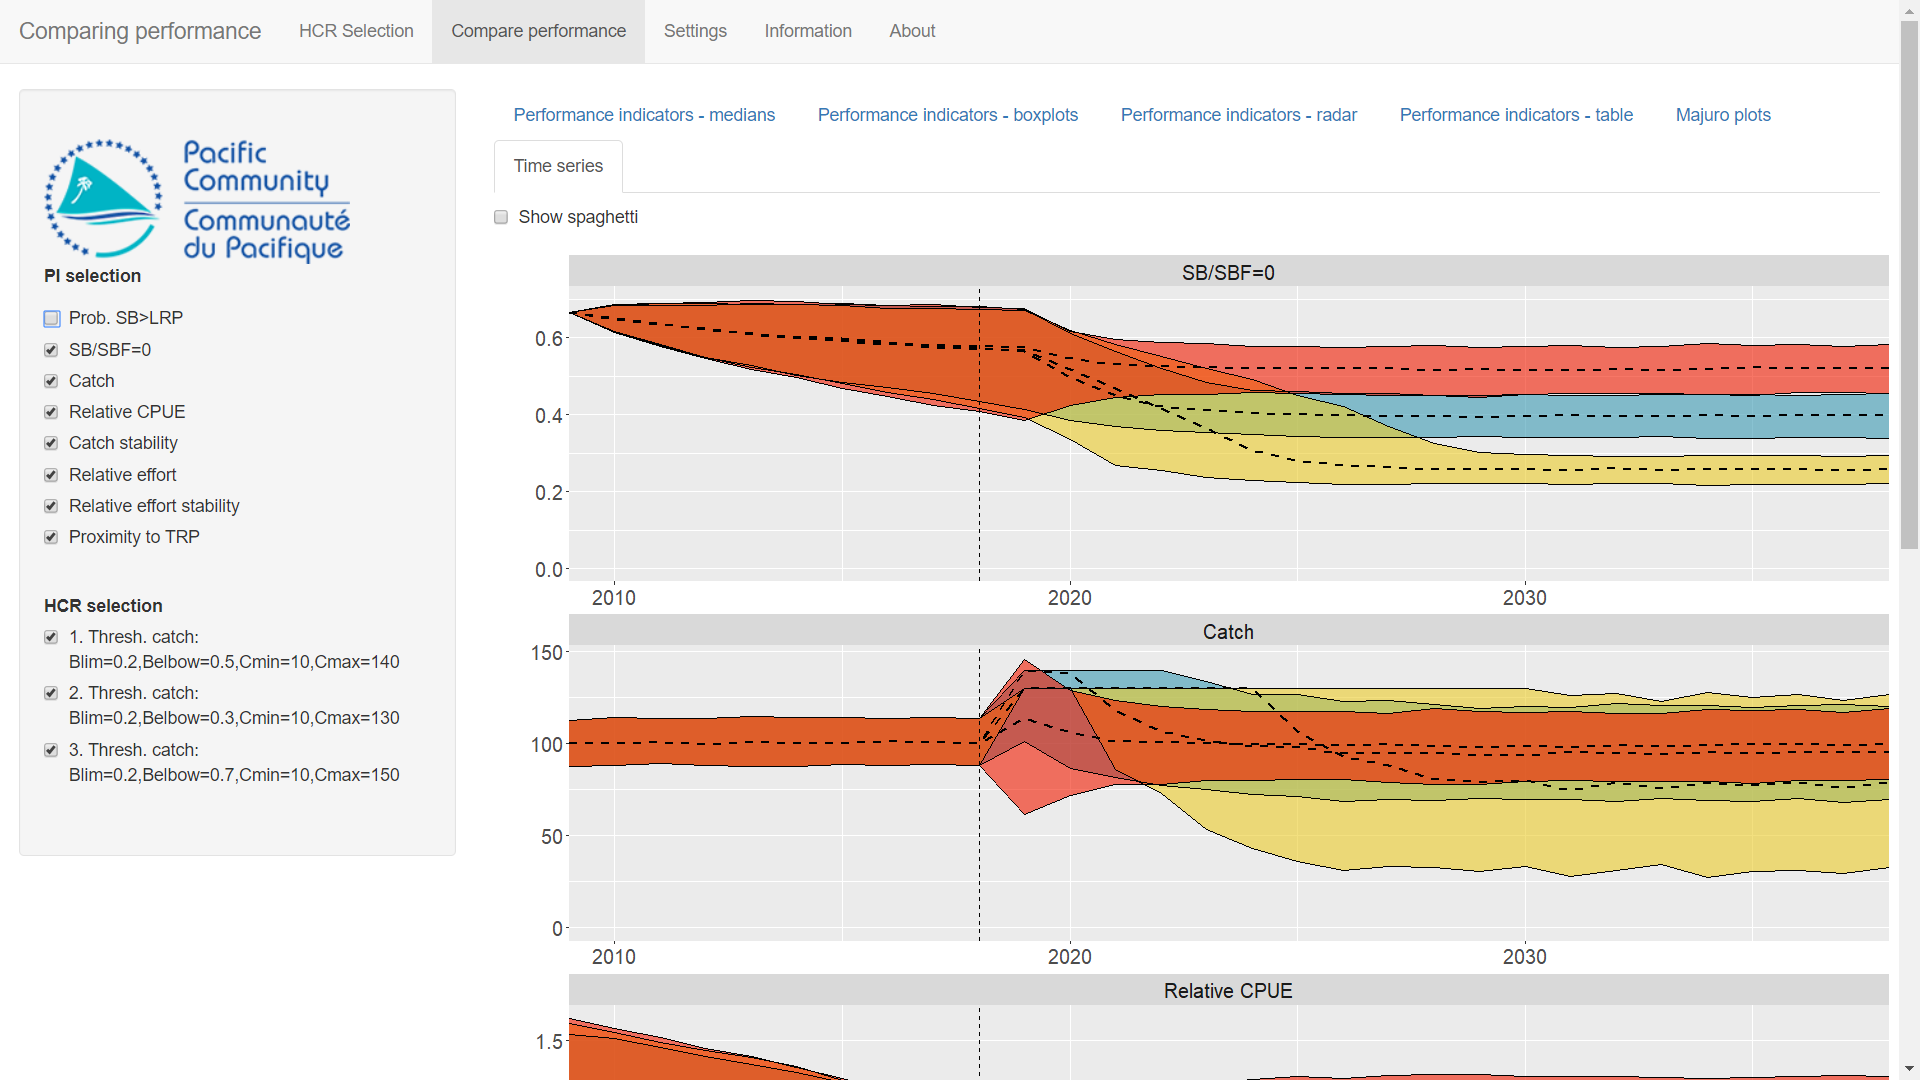 Comparing performance HCR Selection Compare performance Settings Information About
Pacific
Community
Communauté
du Pacifique
PI selection
Prob. SB>LRP
SB/SBF=0
Catch
Relative CPUE
Catch stability
Relative effort
Relative effort stability
Proximity to TRP
HCR selection
1. Thresh. catch:
Blim=0.2,Belbow=0.5,Cmin=10,Cmax=140
2. Thresh. catch:
Blim=0.2,Belbow=0.3,Cmin=10,Cmax=130
3. Thresh. catch:
Blim=0.2,Belbow=0.7,Cmin=10,Cmax=150
Performance indicators - medians Performance indicators - boxplots Performance indicators - radar Performance indicators - table Majuro plots
Time series
Show spaghetti
SB/SBF=0
0.6
0.4
0.2
0.0
2010 2020 2030
Catch
150
100
50
0
2010 2020 2030
Relative CPUE
1.5